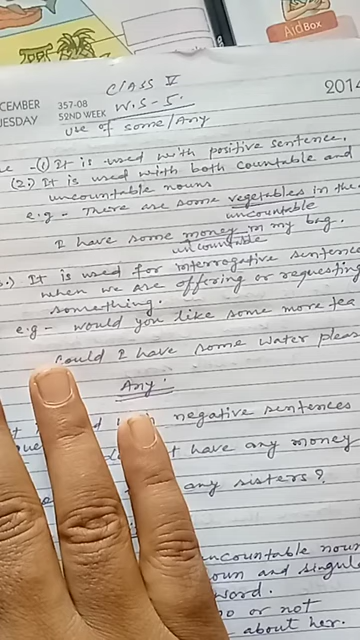 AidBox
CLASS V
CEMBER 357-08 W.S-5. 2014
ESDAY 52ND WEEK
use of some/Any
-(1) It is used with positive sentence.
(2) It is used with both countable and
uncountable nouns
e.g - There are some vegetables in the
uncountable
I have some money in my bag.
uncountable
.) It is used for interrogative sentence
when we are offering or requesting
something.
e.g - would you like some more tea
could I have some water pleas
Any:
negative sentences
have any money
any sisters?
uncountable noun
oun and singul
word.
or not
about her.